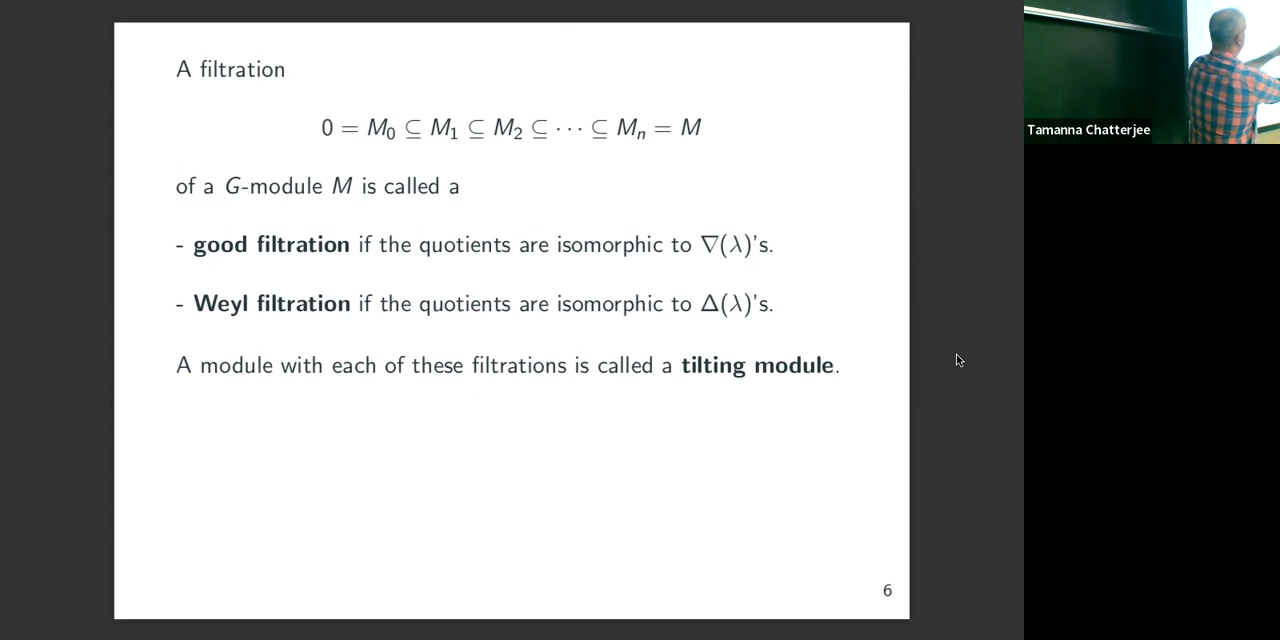 A filtration
0 = M₀ ⊆ M₁ ⊆ M₂ ⊆ ⋯ ⊆ Mₙ = M
of a G-module M is called a
- good filtration if the quotients are isomorphic to ∇(λ)'s.
- Weyl filtration if the quotients are isomorphic to Δ(λ)'s.
A module with each of these filtrations is called a tilting module.
6
Tamanna Chatterjee